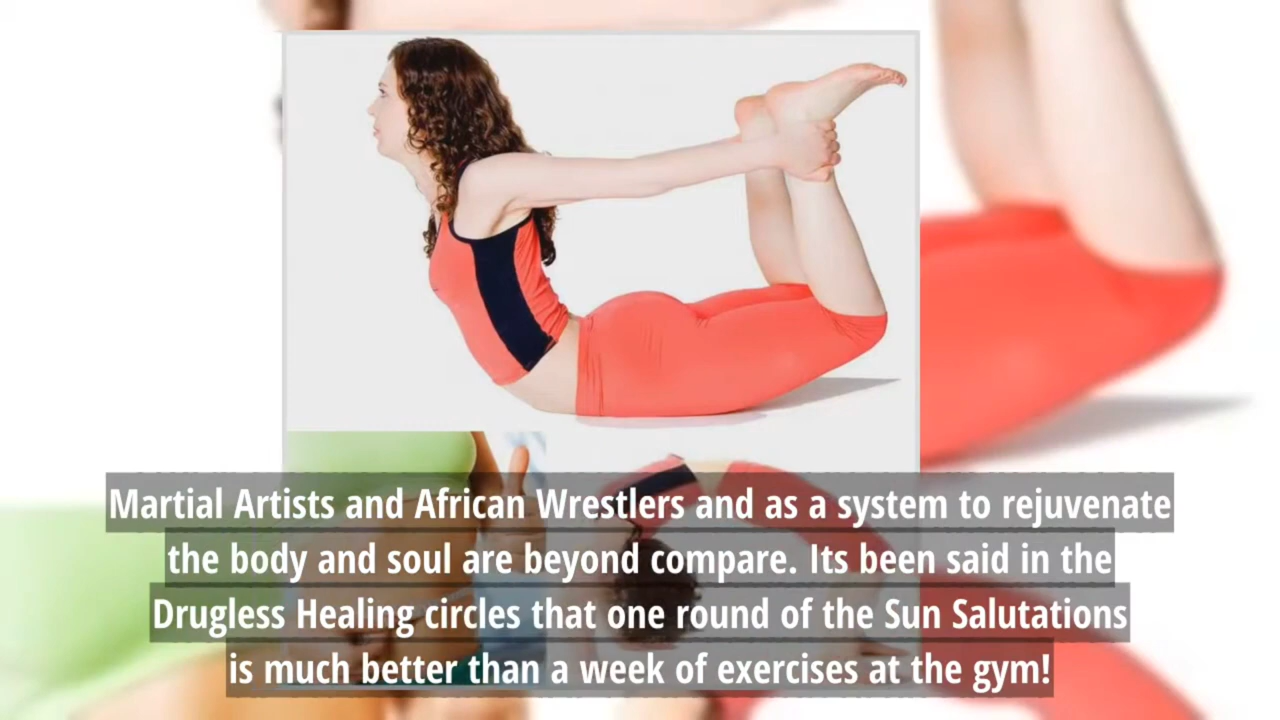 Martial Artists and African Wrestlers and as a system to rejuvenate
the body and soul are beyond compare. Its been said in the
Drugless Healing circles that one round of the Sun Salutations
is much better than a week of exercises at the gym!